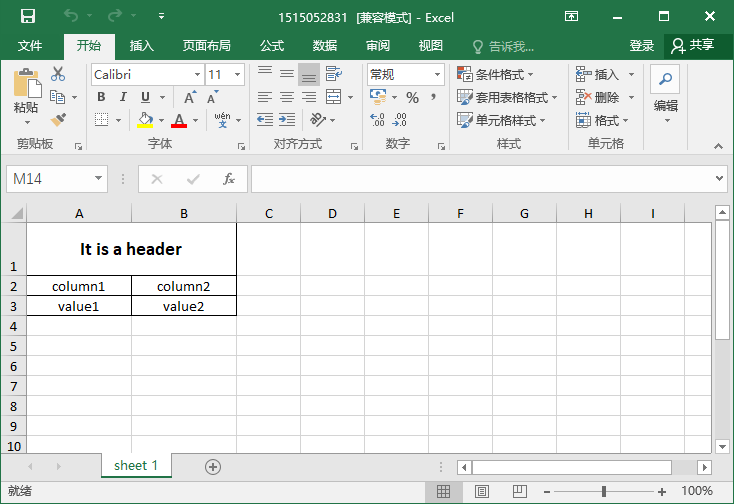 1515052831 [兼容模式] - Excel
文件 开始 插入 页面布局 公式 数据 审阅 视图 告诉我... 登录 共享
粘贴
Calibri 11
B I U
A A
A wén 文
常规
% ,
.0 .00
.00 .0
条件格式
套用表格格式
单元格样式
插入
删除
格式
编辑
剪贴板 字体 对齐方式 数字 样式 单元格
M14 fx
A B C D E F G H I
1 It is a header
2 column1 column2
3 value1 value2
4
5
6
7
8
9
10
sheet 1
就绪 100%